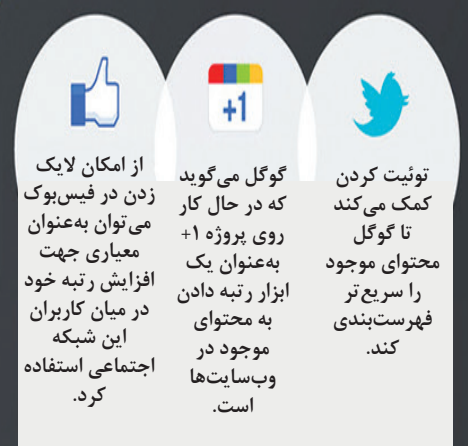 توئیت کردن
کمک می‌کند
تا گوگل
محتوای موجود
را سریع‌تر
فهرست‌بندی
کند.
+1
گوگل می‌گوید
که در حال کار
روی پروژه ۱+
به‌عنوان یک
ابزار رتبه دادن
به محتوای
موجود در
وب‌سایت‌ها
است.
از امکان لایک
زدن در فیس‌بوک
می‌توان به‌عنوان
معیاری جهت
افزایش رتبه خود
در میان کاربران
این شبکه
اجتماعی استفاده
کرد.